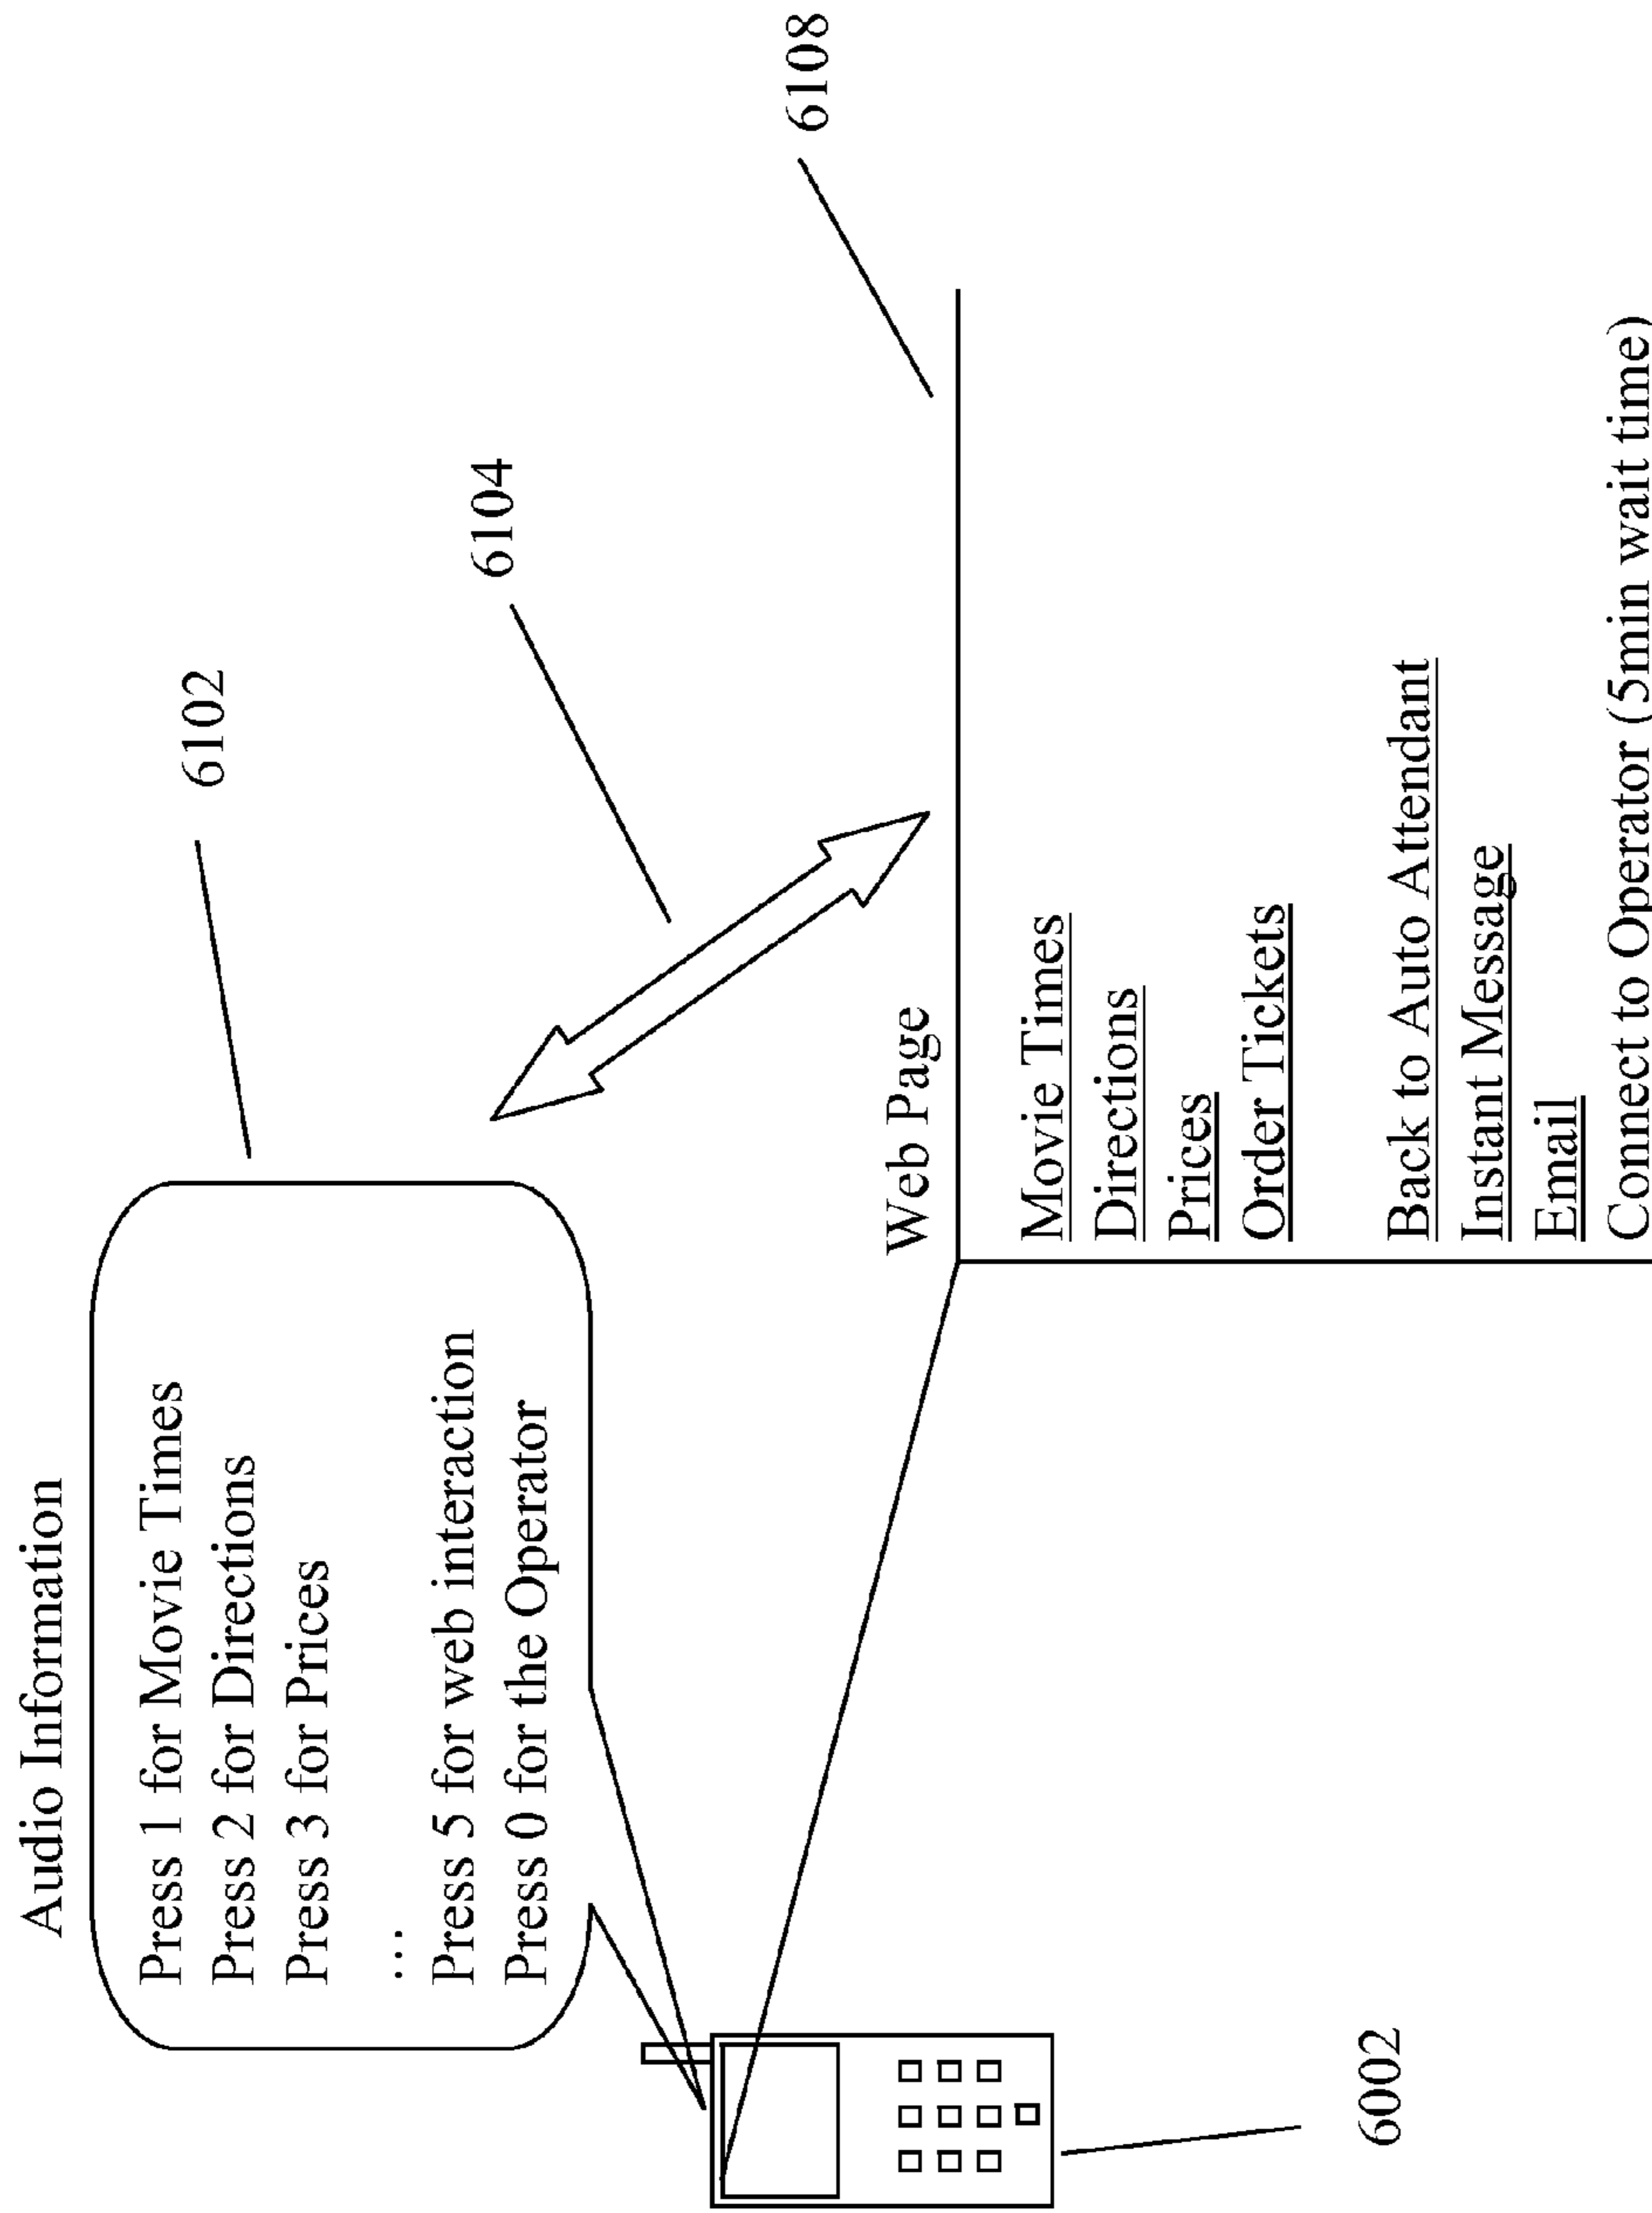 Audio Information
6102
Press 1 for Movie Times
Press 2 for Directions
Press 3 for Prices
...
Press 5 for web interaction
Press 0 for the Operator
6104
6108
Web Page
Movie Times
Directions
Prices
Order Tickets
Back to Auto Attendant
Instant Message
Email
Connect to Operator (5min wait time)
6002